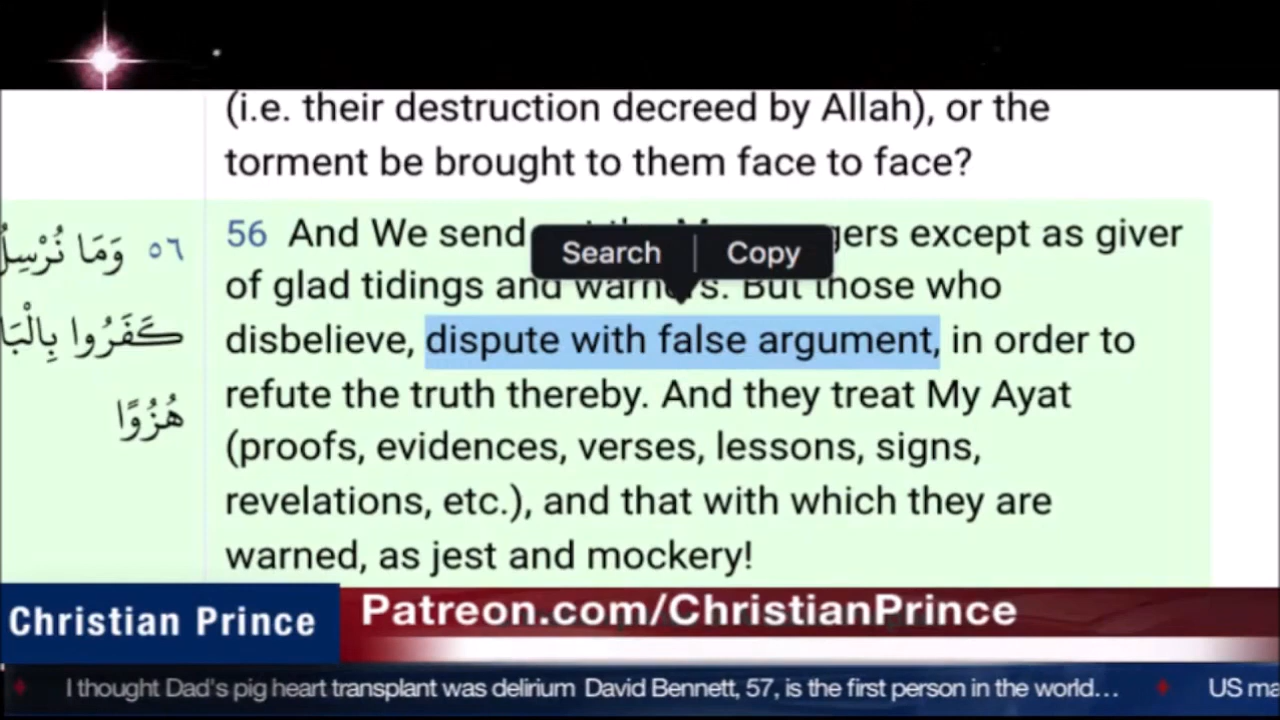 (i.e. their destruction decreed by Allah), or the
torment be brought to them face to face?
٥٦ وَمَا نُرْسِلُ
كَفَرُوا بِالْبَا
هُزُوًا
56 And We send
Search Copy
gers except as giver
of glad tidings and warners. But those who
disbelieve, dispute with false argument, in order to
refute the truth thereby. And they treat My Ayat
(proofs, evidences, verses, lessons, signs,
revelations, etc.), and that with which they are
warned, as jest and mockery!
Christian Prince
Patreon.com/ChristianPrince
I thought Dad's pig heart transplant was delirium David Bennett, 57, is the first person in the world...
US ma